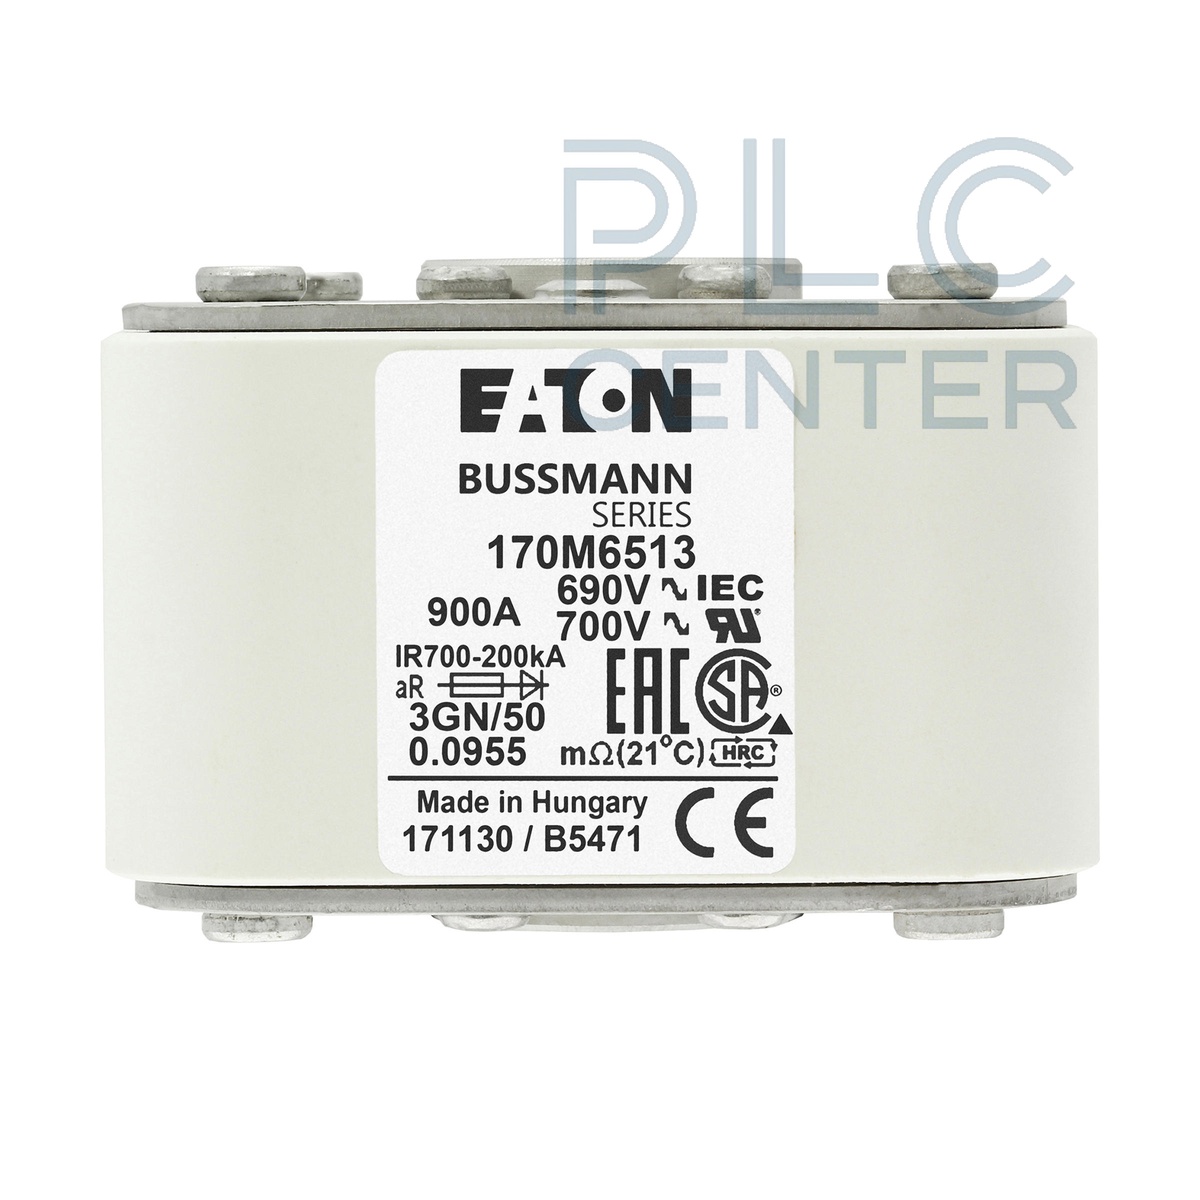 PLC
CENTER
EATON
BUSSMANN
SERIES
170M6513
690V IEC
900A
700V
IR700-200kA
aR
3GN/50
EAC
SA ®
0.0955 mΩ(21°C) HRC
Made in Hungary
171130 / B5471
CE